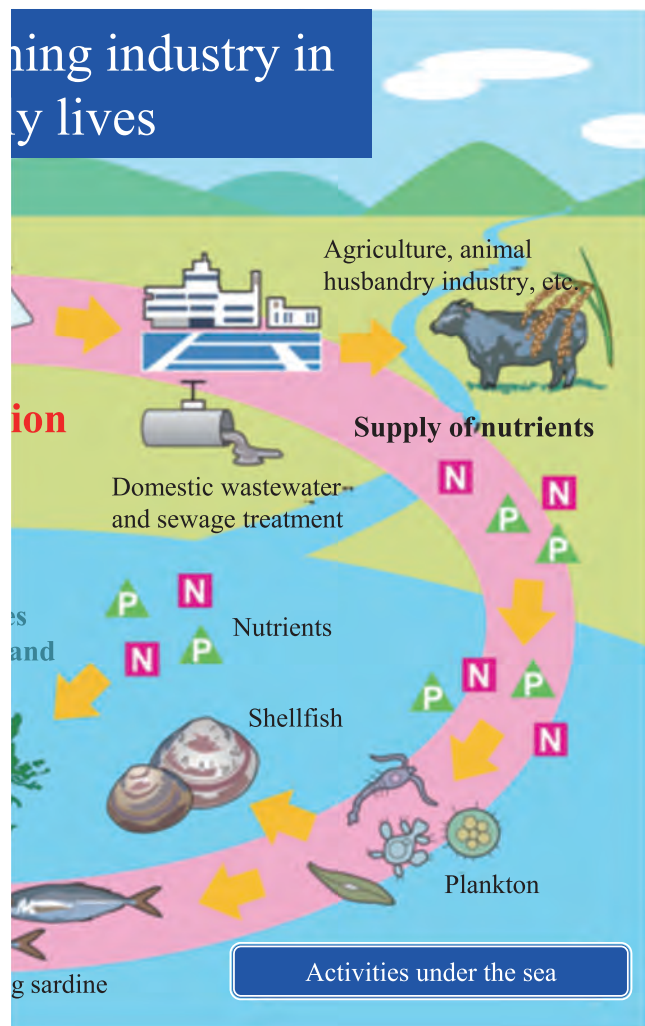 ning industry in
ly lives
Agriculture, animal
husbandry industry, etc.
ion
Supply of nutrients
N
N
P
P
Domestic wastewater
and sewage treatment
P
N
es
Nutrients
and
N
P
N
P
P
N
Shellfish
Plankton
g sardine
Activities under the sea